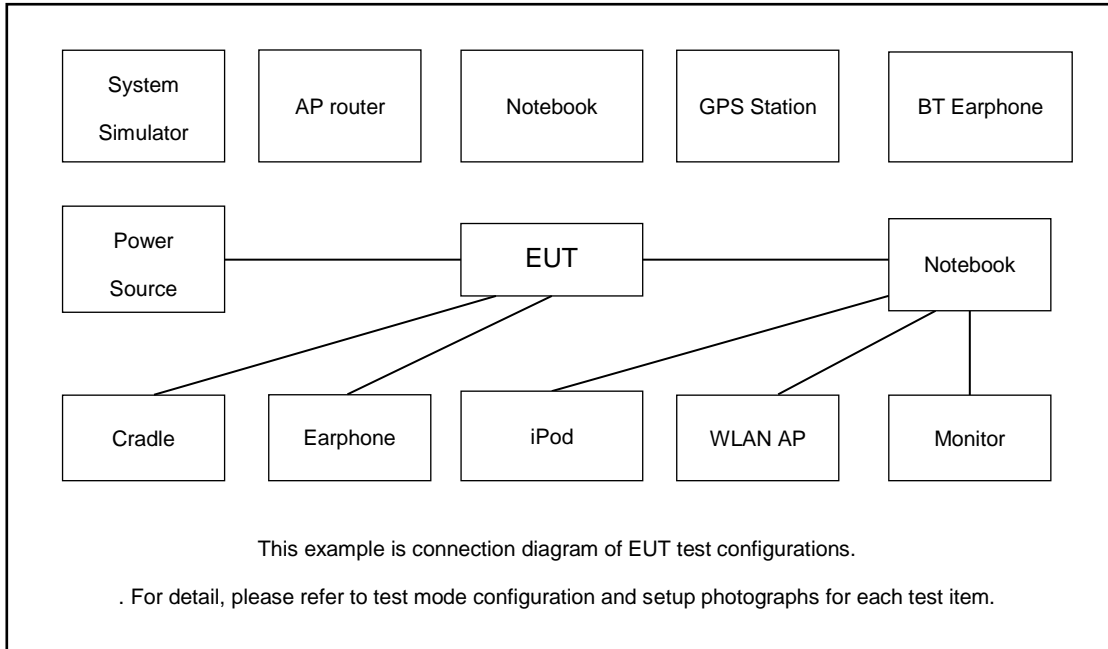 System
Simulator
AP router
Notebook
GPS Station
BT Earphone
Power
Source
EUT
Notebook
Cradle
Earphone
iPod
WLAN AP
Monitor
This example is connection diagram of EUT test configurations.
. For detail, please refer to test mode configuration and setup photographs for each test item.